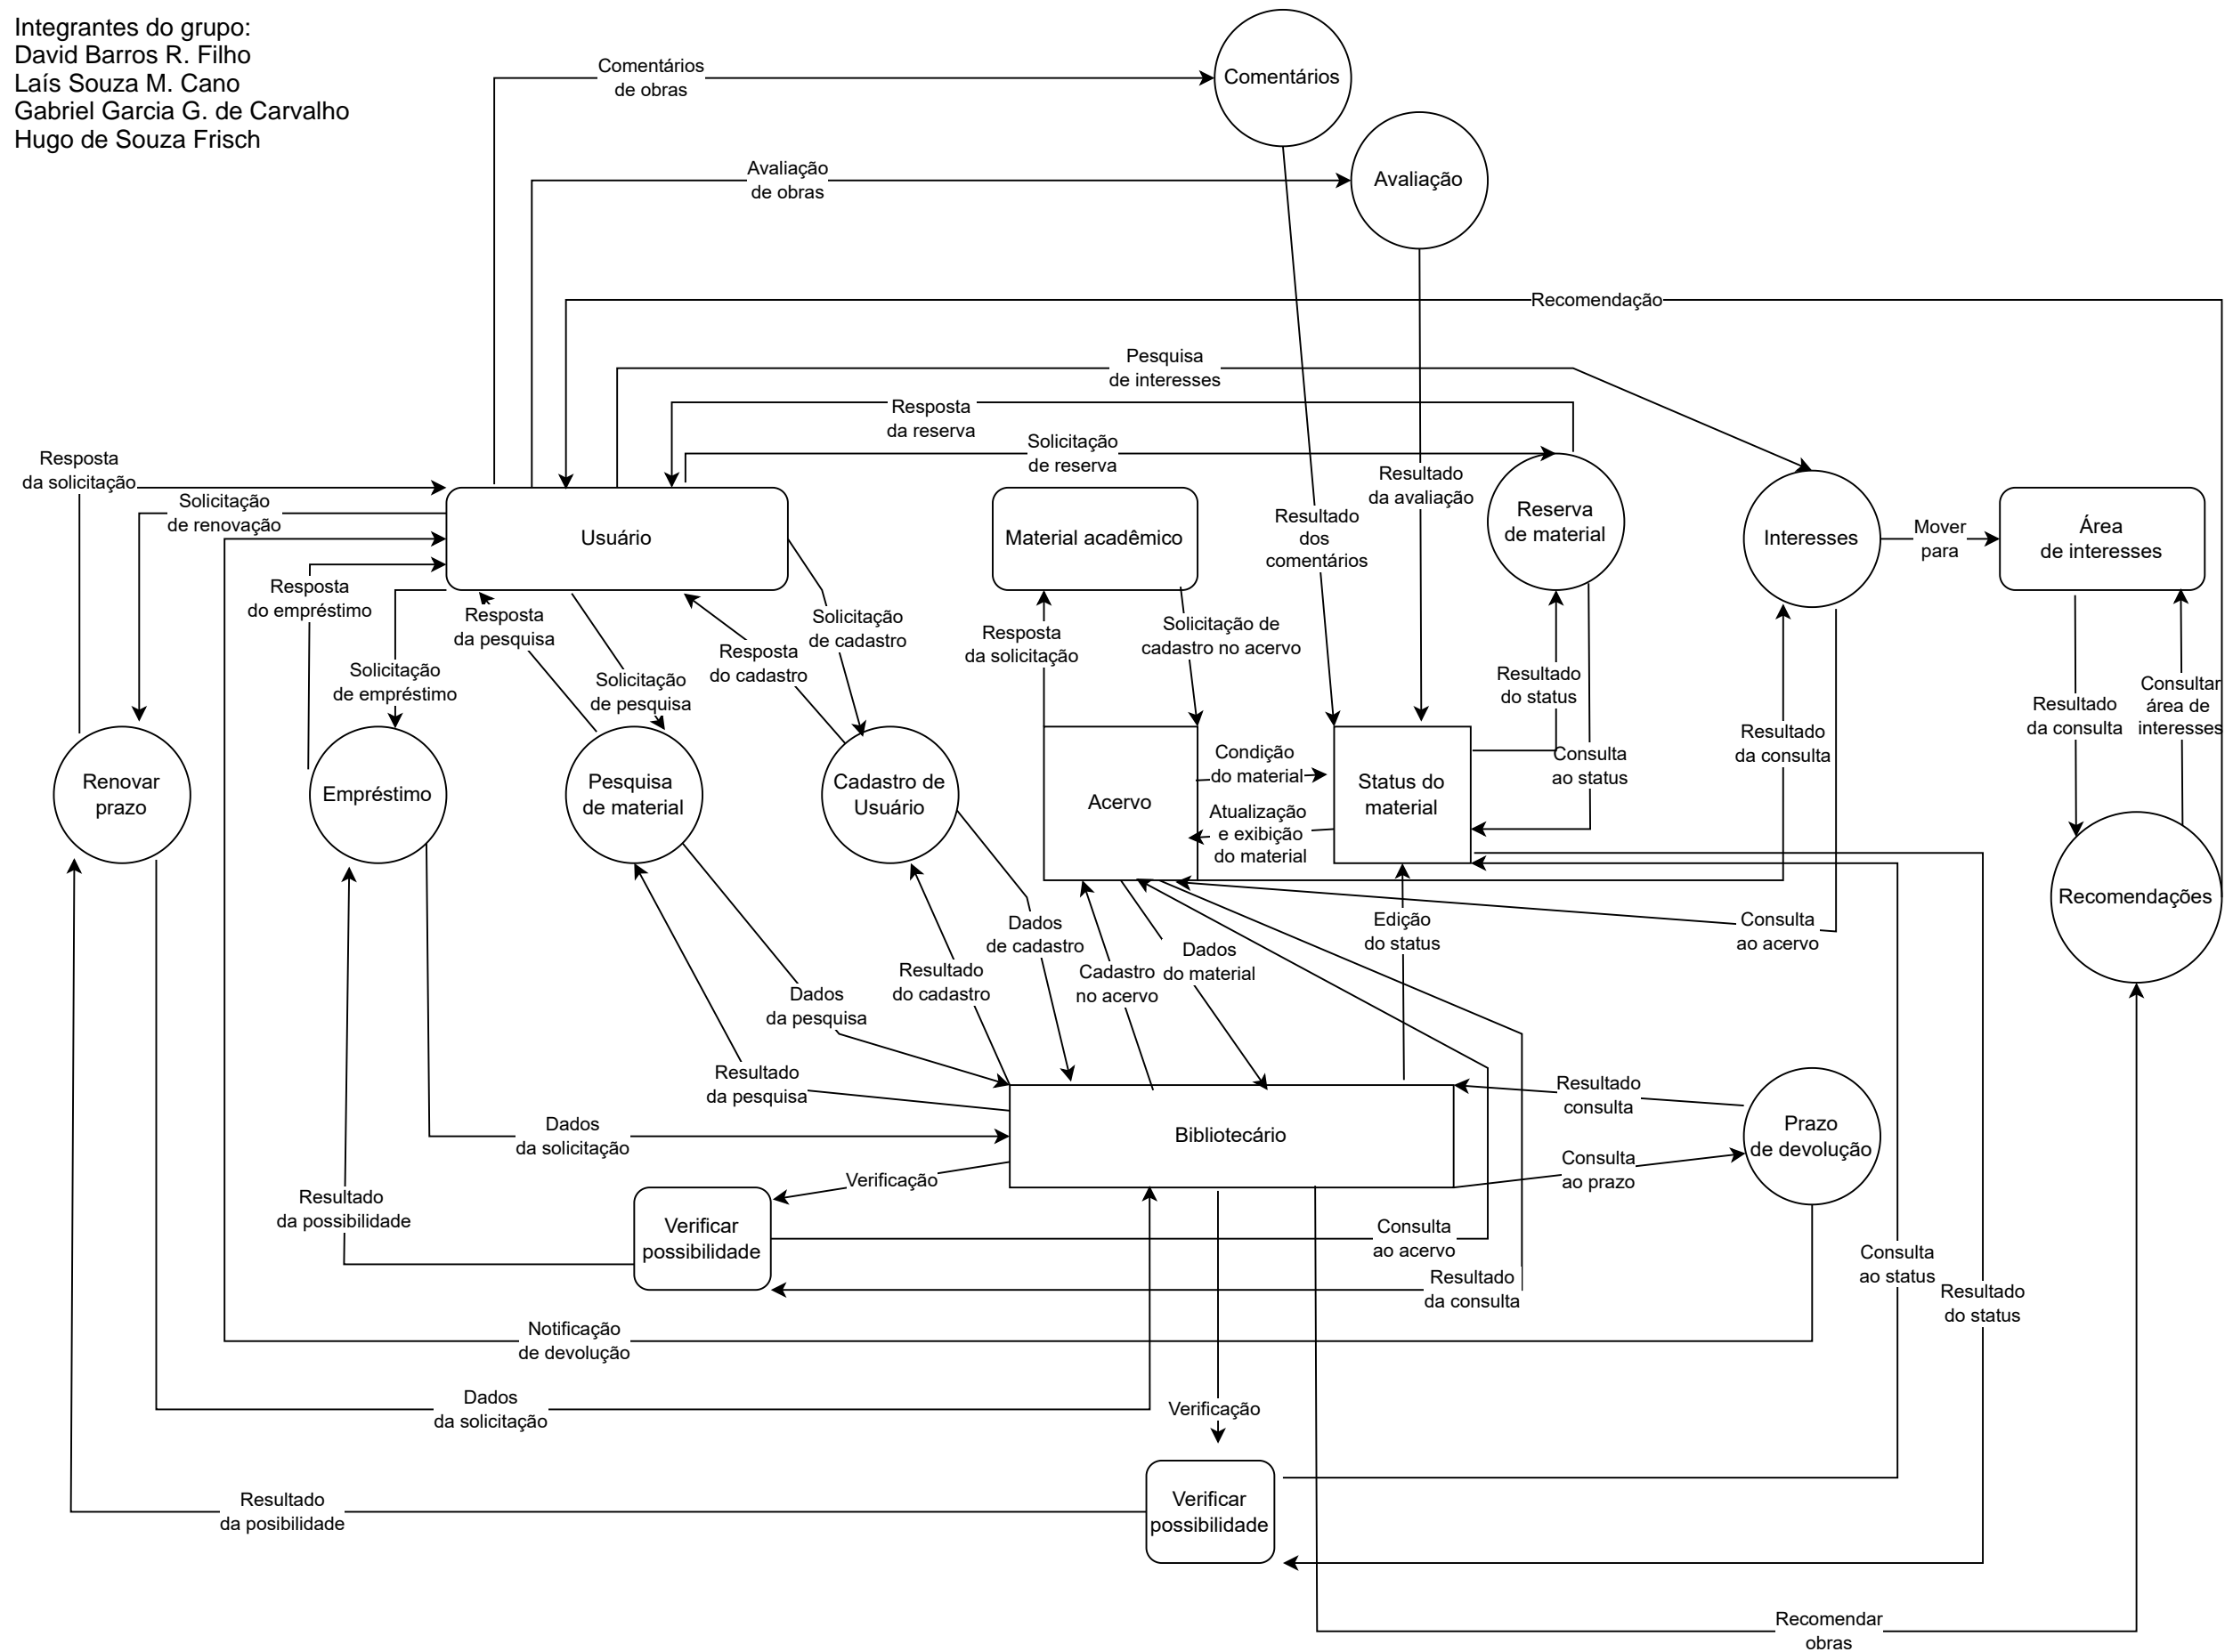 Integrantes do grupo:
David Barros R. Filho
Laís Souza M. Cano
Gabriel Garcia G. de Carvalho
Hugo de Souza Frisch
Comentários
de obras
Comentários
Avaliação
de obras
Avaliação
Recomendação
Pesquisa
de interesses
Resposta
da reserva
Solicitação
de reserva
Resposta
da solicitação
Solicitação
de renovação
Usuário
Material acadêmico
Resultado
dos
comentários
Resultado
da avaliação
Reserva
de material
Interesses
Mover
para
Área
de interesses
Resposta
do empréstimo
Resposta
da pesquisa
Solicitação
de cadastro
Resposta
do cadastro
Solicitação
de empréstimo
Solicitação
de pesquisa
Resposta
da solicitação
Solicitação de
cadastro no acervo
Resultado
do status
Consulta
ao status
Resultado
da consulta
Resultado
da consulta
Consultar
área de
interesses
Renovar
prazo
Empréstimo
Pesquisa
de material
Cadastro de
Usuário
Acervo
Condição
do material
Atualização
e exibição
do material
Status do
material
Recomendações
Dados
de cadastro
Resultado
do cadastro
Cadastro
no acervo
Dados
do material
Edição
do status
Consulta
ao acervo
Dados
da pesquisa
Resultado
da pesquisa
Dados
da solicitação
Bibliotecário
Resultado
consulta
Consulta
ao prazo
Prazo
de devolução
Verificação
Resultado
da possibilidade
Verificar
possibilidade
Consulta
ao acervo
Resultado
da consulta
Consulta
ao status
Resultado
do status
Notificação
de devolução
Dados
da solicitação
Verificação
Resultado
da posibilidade
Verificar
possibilidade
Recomendar
obras